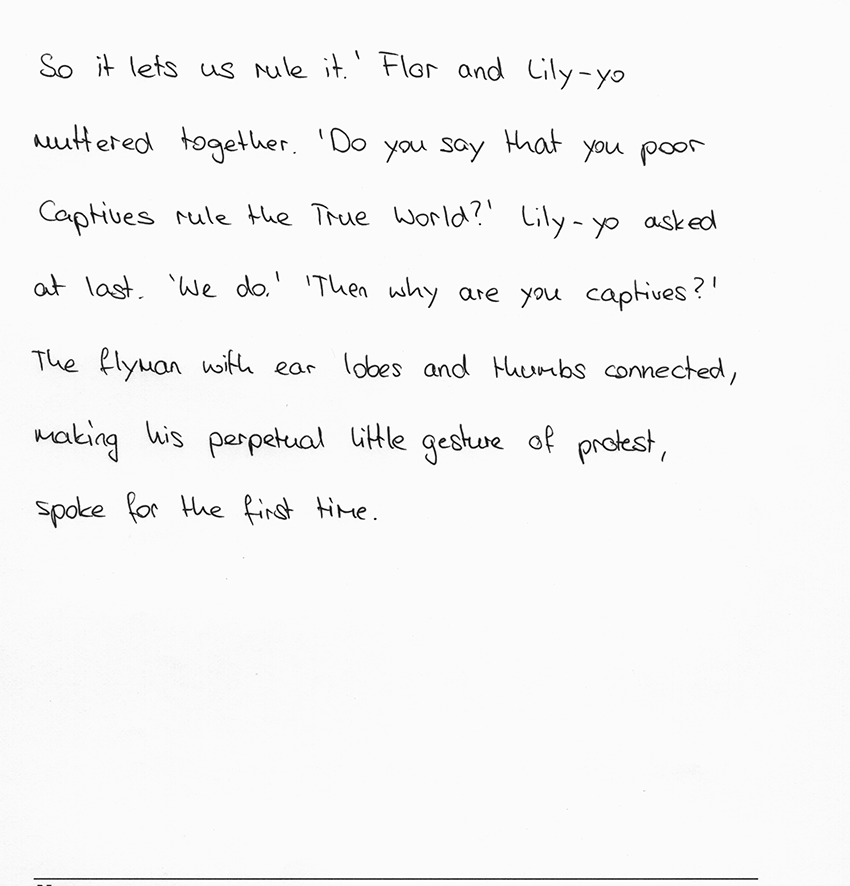 So it lets us rule it.' Flor and Lily-yo
muttered together. 'Do you say that you poor
Captives rule the True World?' Lily-yo asked
at last. 'We do.' 'Then why are you captives?'
The flyman with ear lobes and thumbs connected,
making his perpetual little gesture of protest,
spoke for the first time.